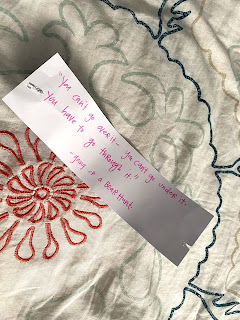 "You can't go over it - you can't go under it.
You have to go through it."
- Going on a Bear Hunt